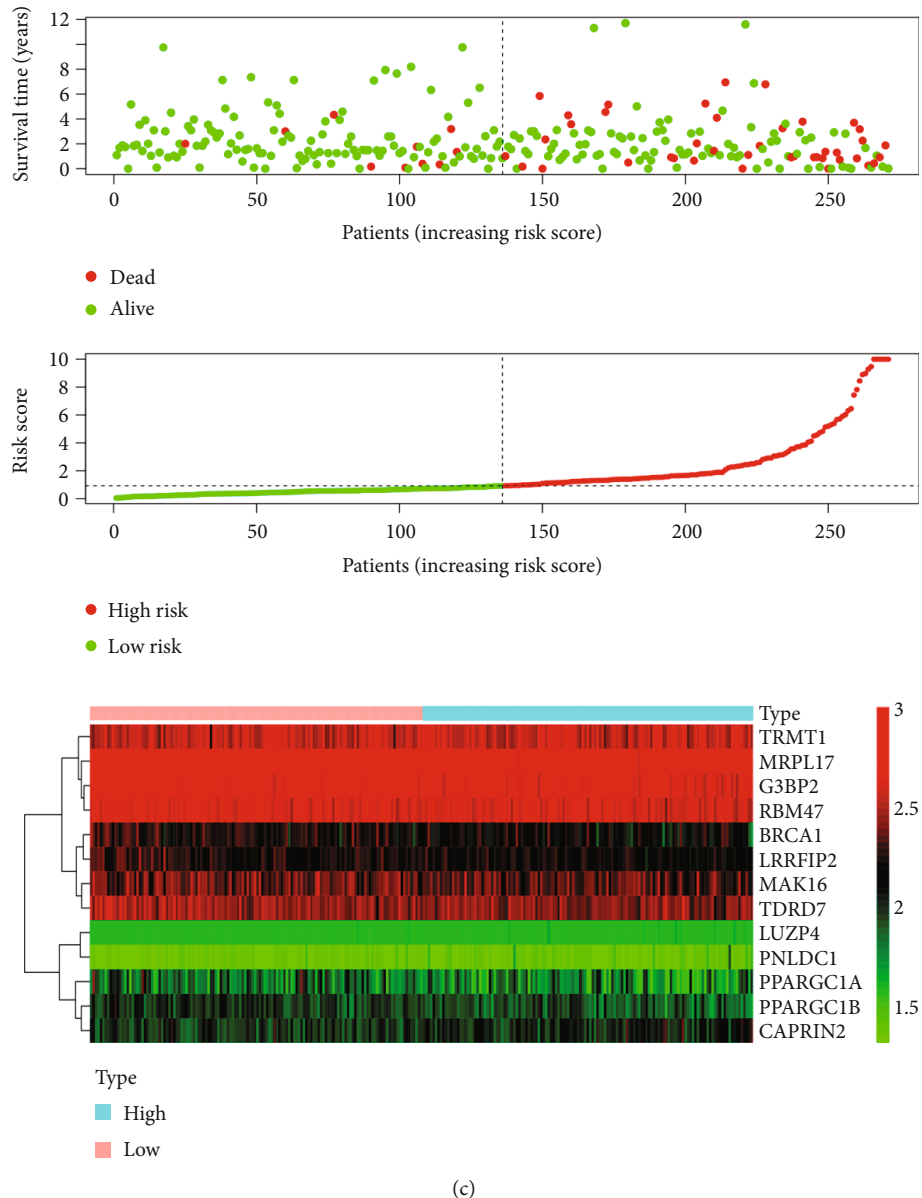 Survival time (years)
12
8
6
4
2
0
0 50 100 150 200 250
Patients (increasing risk score)
Dead
Alive
Risk score
10
8
6
4
2
0
0 50 100 150 200 250
Patients (increasing risk score)
High risk
Low risk
Type
TRMT1
MRPL17
G3BP2
RBM47
BRCA1
LRRFIP2
MAK16
TDRD7
LUZP4
PNLDC1
PPARGC1A
PPARGC1B
CAPRIN2
3
2.5
2
1.5
Type
High
Low
(c)